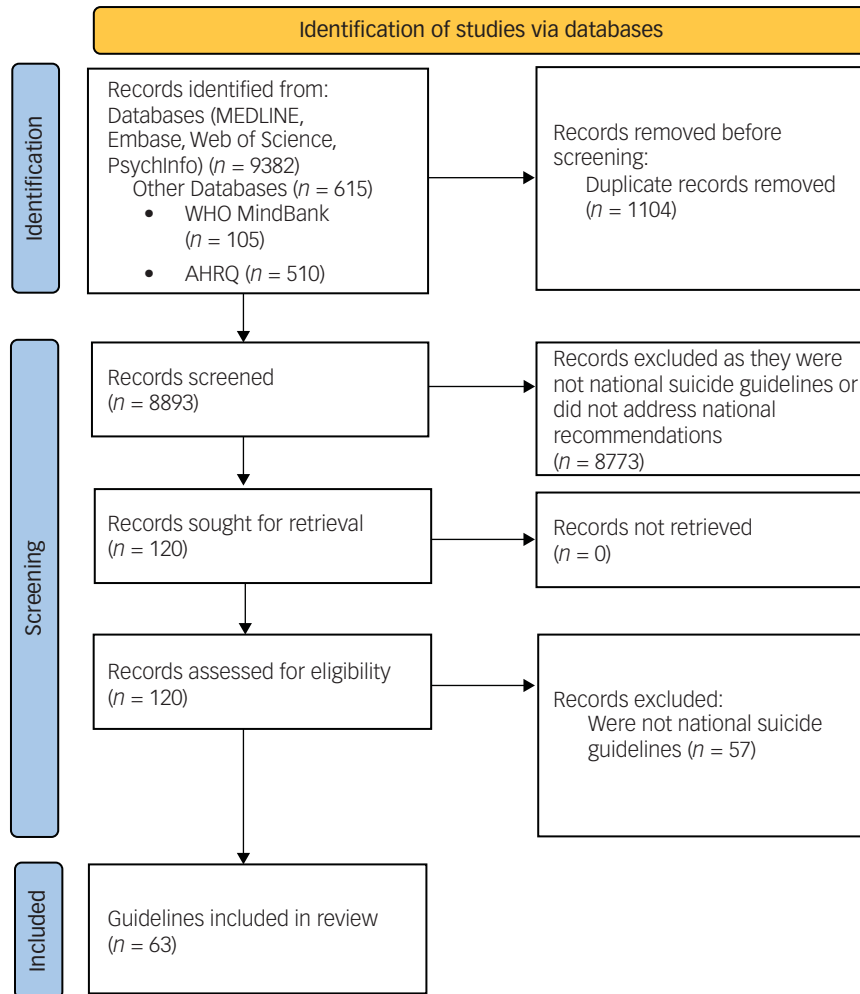 Identification of studies via databases
Identification
Records identified from:
Databases (MEDLINE,
Embase, Web of Science,
PsychInfo) (n = 9382)
Other Databases (n = 615)
• WHO MindBank
(n = 105)
• AHRQ (n = 510)
Records removed before
screening:
Duplicate records removed
(n = 1104)
Screening
Records screened
(n = 8893)
Records excluded as they were
not national suicide guidelines or
did not address national
recommendations
(n = 8773)
Records sought for retrieval
(n = 120)
Records not retrieved
(n = 0)
Records assessed for eligibility
(n = 120)
Records excluded:
Were not national suicide
guidelines (n = 57)
Included
Guidelines included in review
(n = 63)